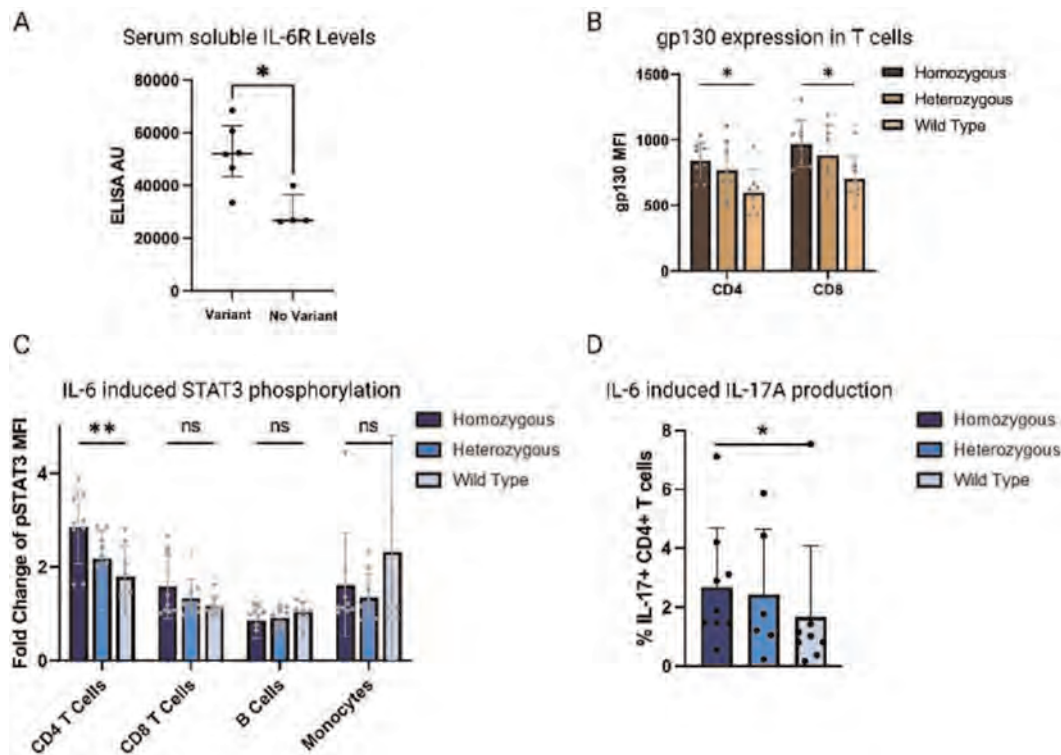 A
Serum soluble IL-6R Levels
*
80000
60000
40000
20000
0
ELISA AU
Variant
No Variant
B
gp130 expression in T cells
*
*
1500
1000
500
0
gp130 MFI
CD4
CD8
Homozygous
Heterozygous
Wild Type
C
IL-6 induced STAT3 phosphorylation
**
ns
ns
ns
4
2
0
Fold Change of pSTAT3 MFI
CD4 T Cells
CD8 T Cells
B Cells
Monocytes
Homozygous
Heterozygous
Wild Type
D
IL-6 induced IL-17A production
*
8
6
4
2
0
% IL-17+ CD4+ T cells
Homozygous
Heterozygous
Wild Type